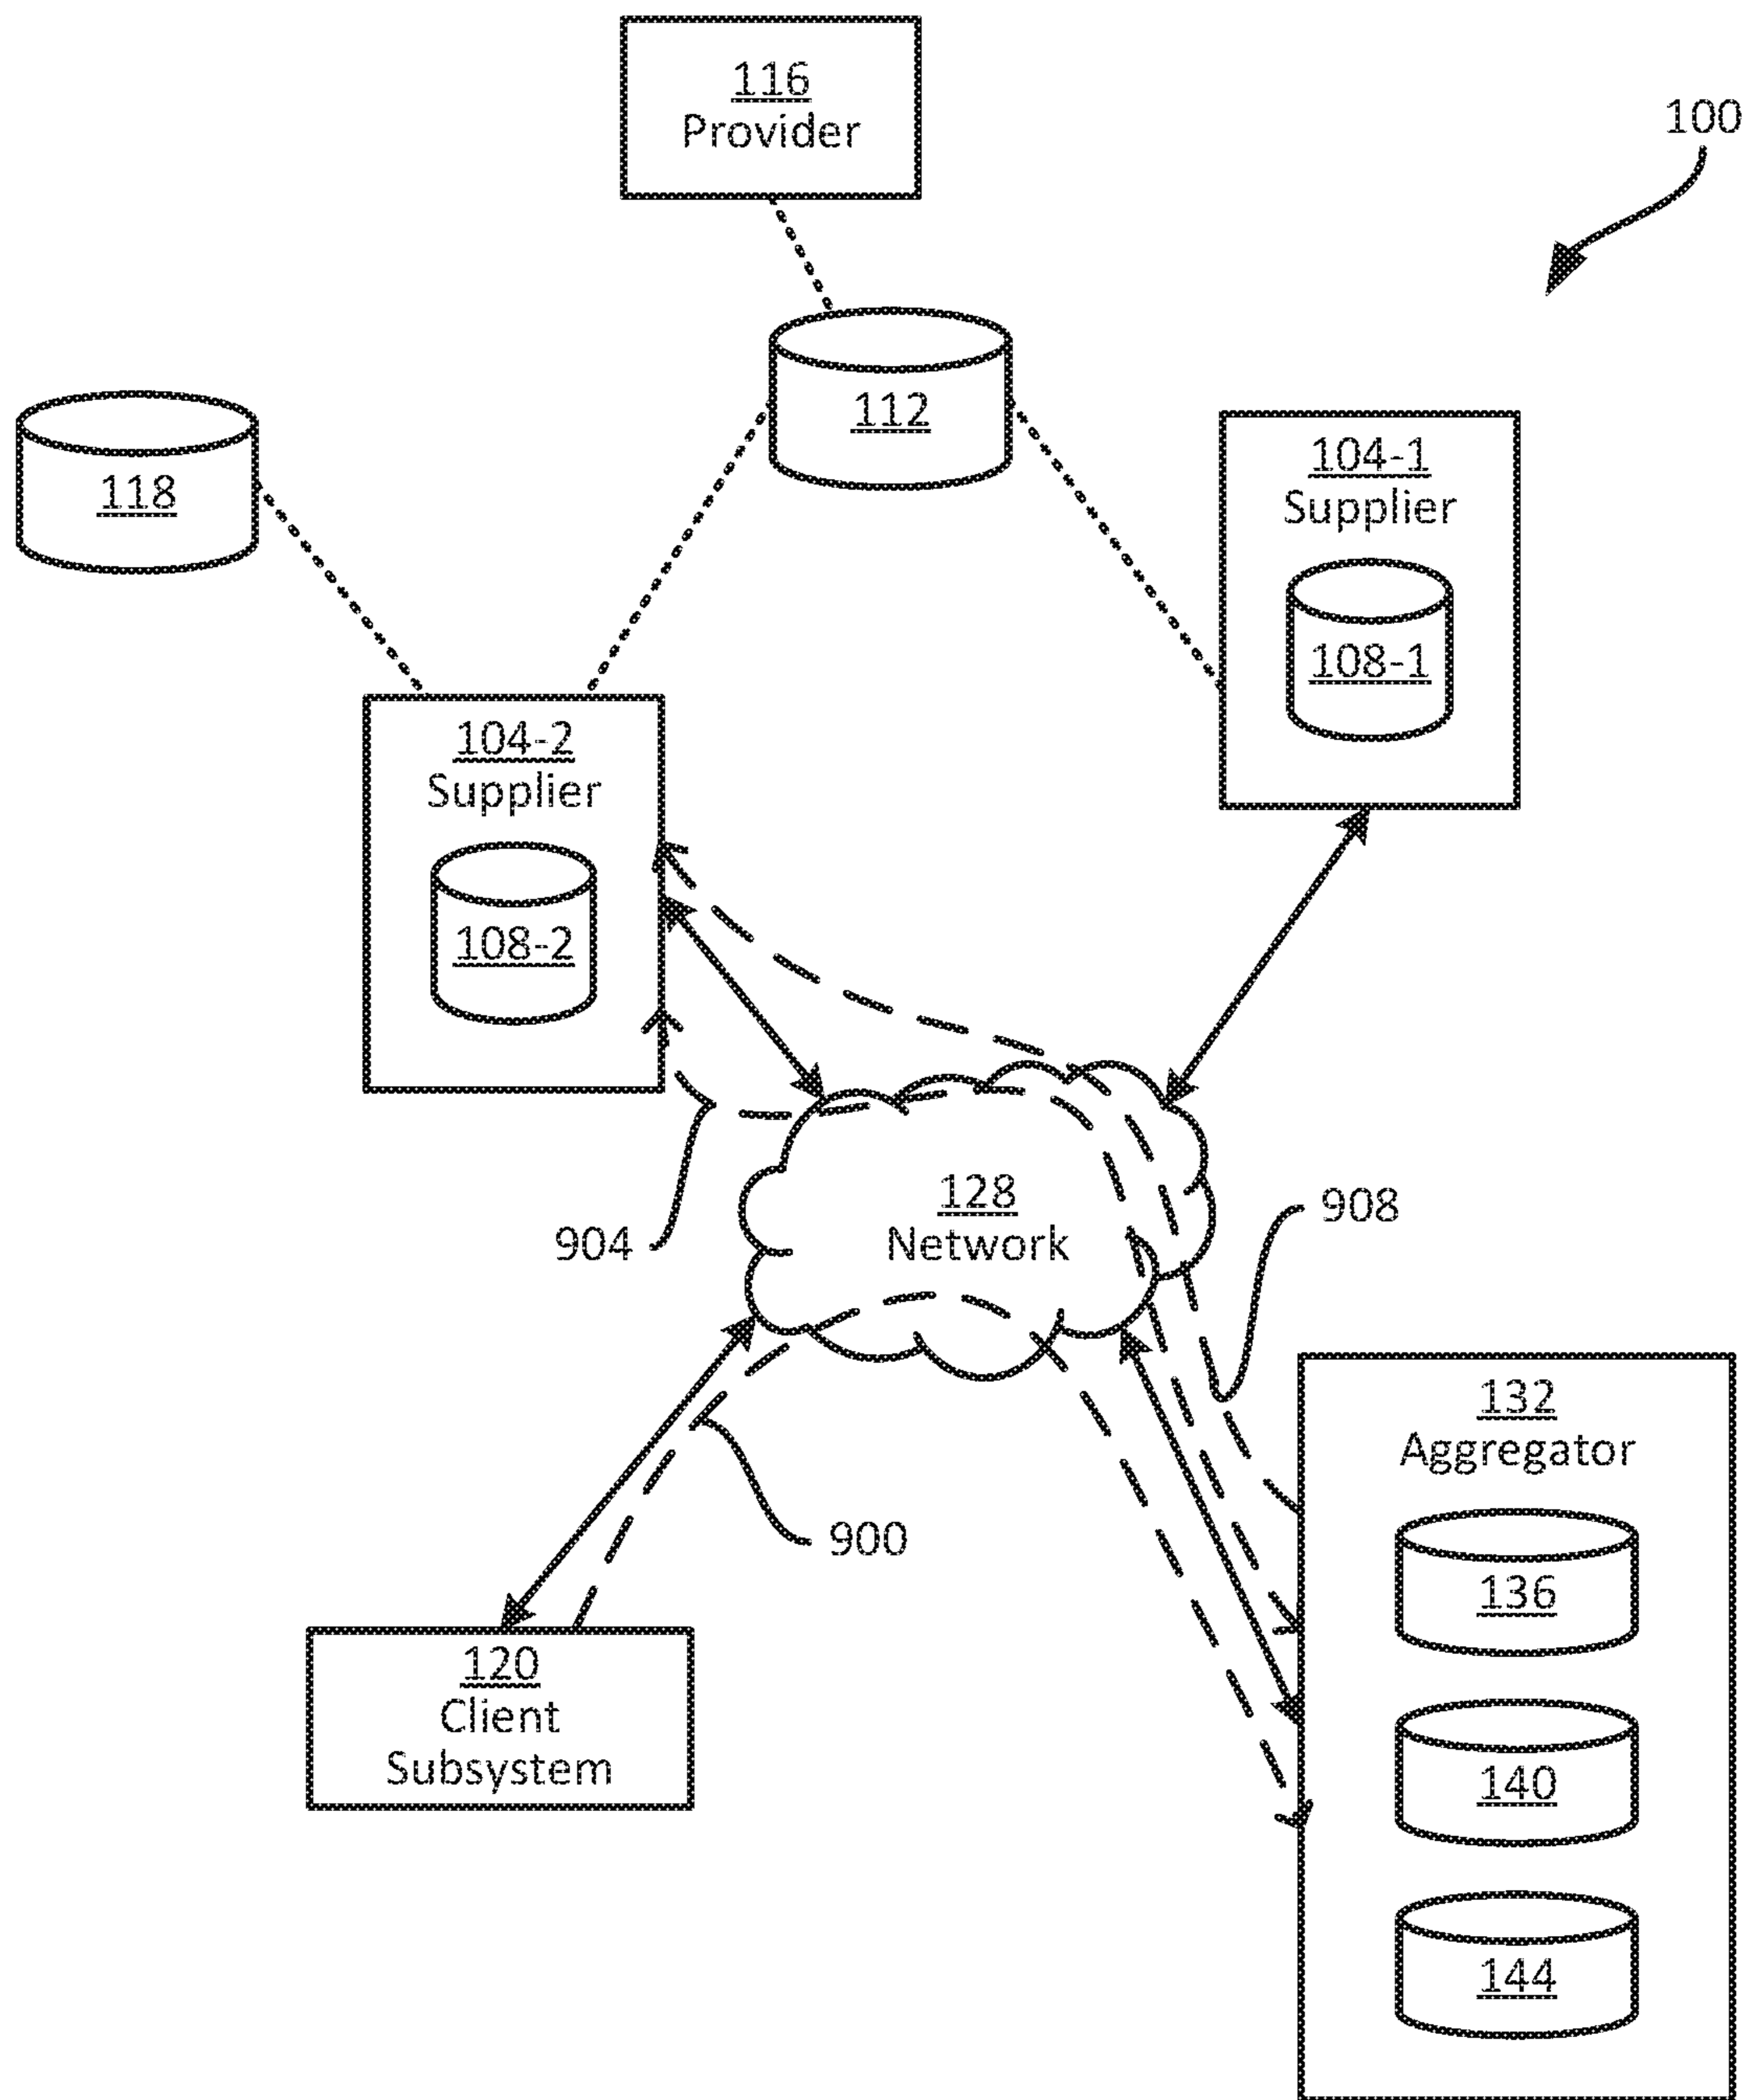 116
Provider
100
112
118
104-1
Supplier
108-1
104-2
Supplier
108-2
128
Network
904
908
132
Aggregator
136
140
144
900
120
Client
Subsystem